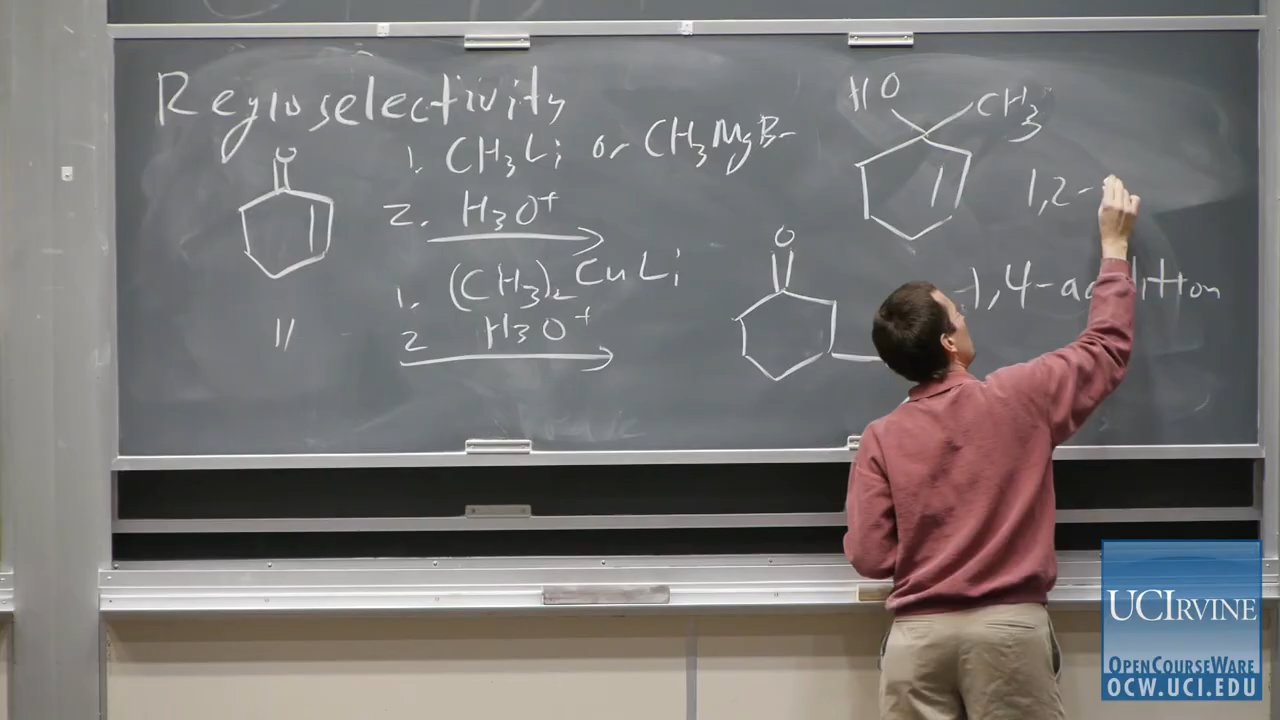 Regioselectivity
O
1. CH3Li or CH3MgBr
2. H3O+
HO CH3
1,2-
1. (CH3)2CuLi
2 H3O+
"
O
1,4-addition
UCIRVINE
OPENCOURSEWARE
OCW.UCI.EDU